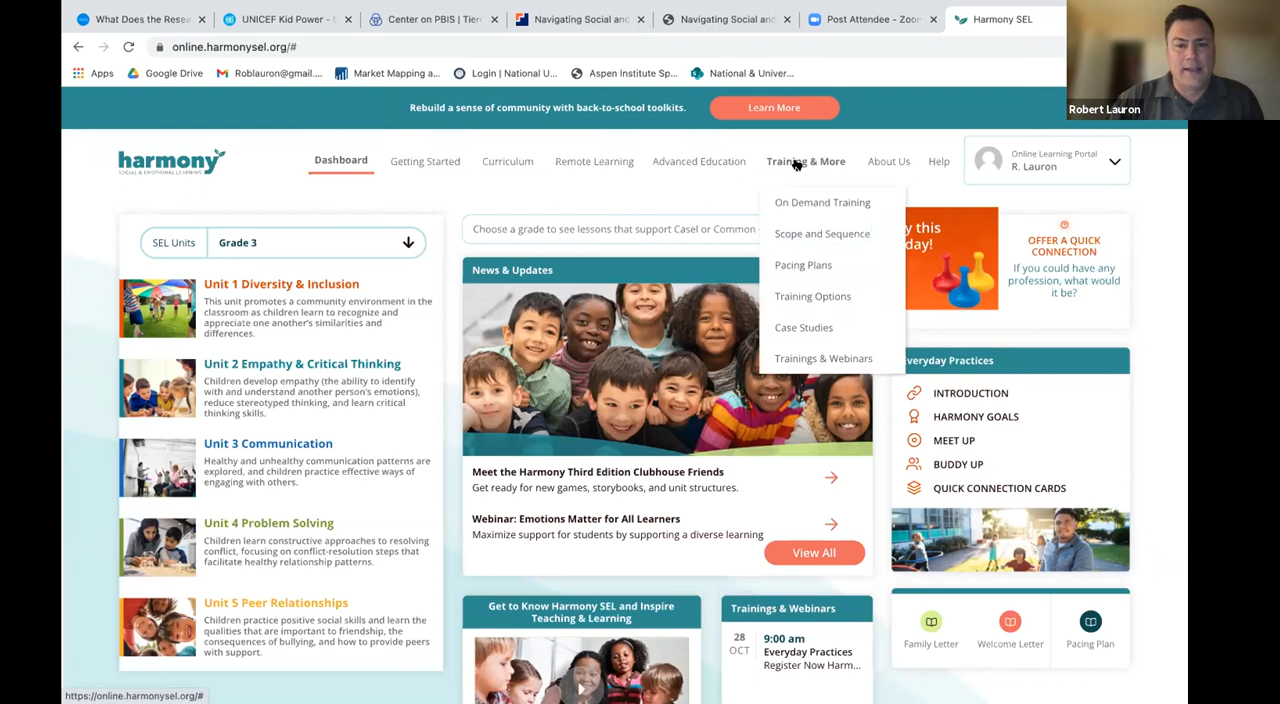 What Does the Resea
UNICEF Kid Power -
Center on PBIS | Tier
Navigating Social and
Navigating Social and
Post Attendee - Zoo
Harmony SEL
online.harmonysel.org/#
Apps
Google Drive
Roblauron@gmail....
Market Mapping a...
Login | National U...
Aspen Institute Sp...
National & Univer...
Robert Lauron
Rebuild a sense of community with back-to-school toolkits.
Learn More
harmony
SOCIAL & EMOTIONAL LEARNING
Dashboard
Getting Started
Curriculum
Remote Learning
Advanced Education
Training & More
About Us
Help
Online Learning Portal
R. Lauron
On Demand Training
Scope and Sequence
Pacing Plans
Training Options
Case Studies
Trainings & Webinars
SEL Units
Grade 3
Unit 1 Diversity & Inclusion
This unit promotes a community environment in the
classroom as children learn to recognize and
appreciate one another's similarities and
differences.
Unit 2 Empathy & Critical Thinking
Children develop empathy (the ability to identify
with and understand another person's emotions),
reduce stereotyped thinking, and learn critical
thinking skills.
Unit 3 Communication
Healthy and unhealthy communication patterns are
explored, and children practice effective ways of
engaging with others.
Unit 4 Problem Solving
Children learn constructive approaches to resolving
conflict, focusing on conflict-resolution steps that
facilitate healthy relationship patterns.
Unit 5 Peer Relationships
Children practice positive social skills and learn the
qualities that are important to friendship, the
consequences of bullying, and how to provide peers
with support.
Choose a grade to see lessons that support Casel or Common
News & Updates
Meet the Harmony Third Edition Clubhouse Friends
Get ready for new games, storybooks, and unit structures.
Webinar: Emotions Matter for All Learners
Maximize support for students by supporting a diverse learning
View All
Get to Know Harmony SEL and Inspire
Teaching & Learning
Trainings & Webinars
28
OCT
9:00 am
Everyday Practices
Register Now Harm...
y this
day!
OFFER A QUICK
CONNECTION
If you could have any
profession, what would
it be?
Everyday Practices
INTRODUCTION
HARMONY GOALS
MEET UP
BUDDY UP
QUICK CONNECTION CARDS
Family Letter
Welcome Letter
Pacing Plan
https://online.harmonysel.org/#